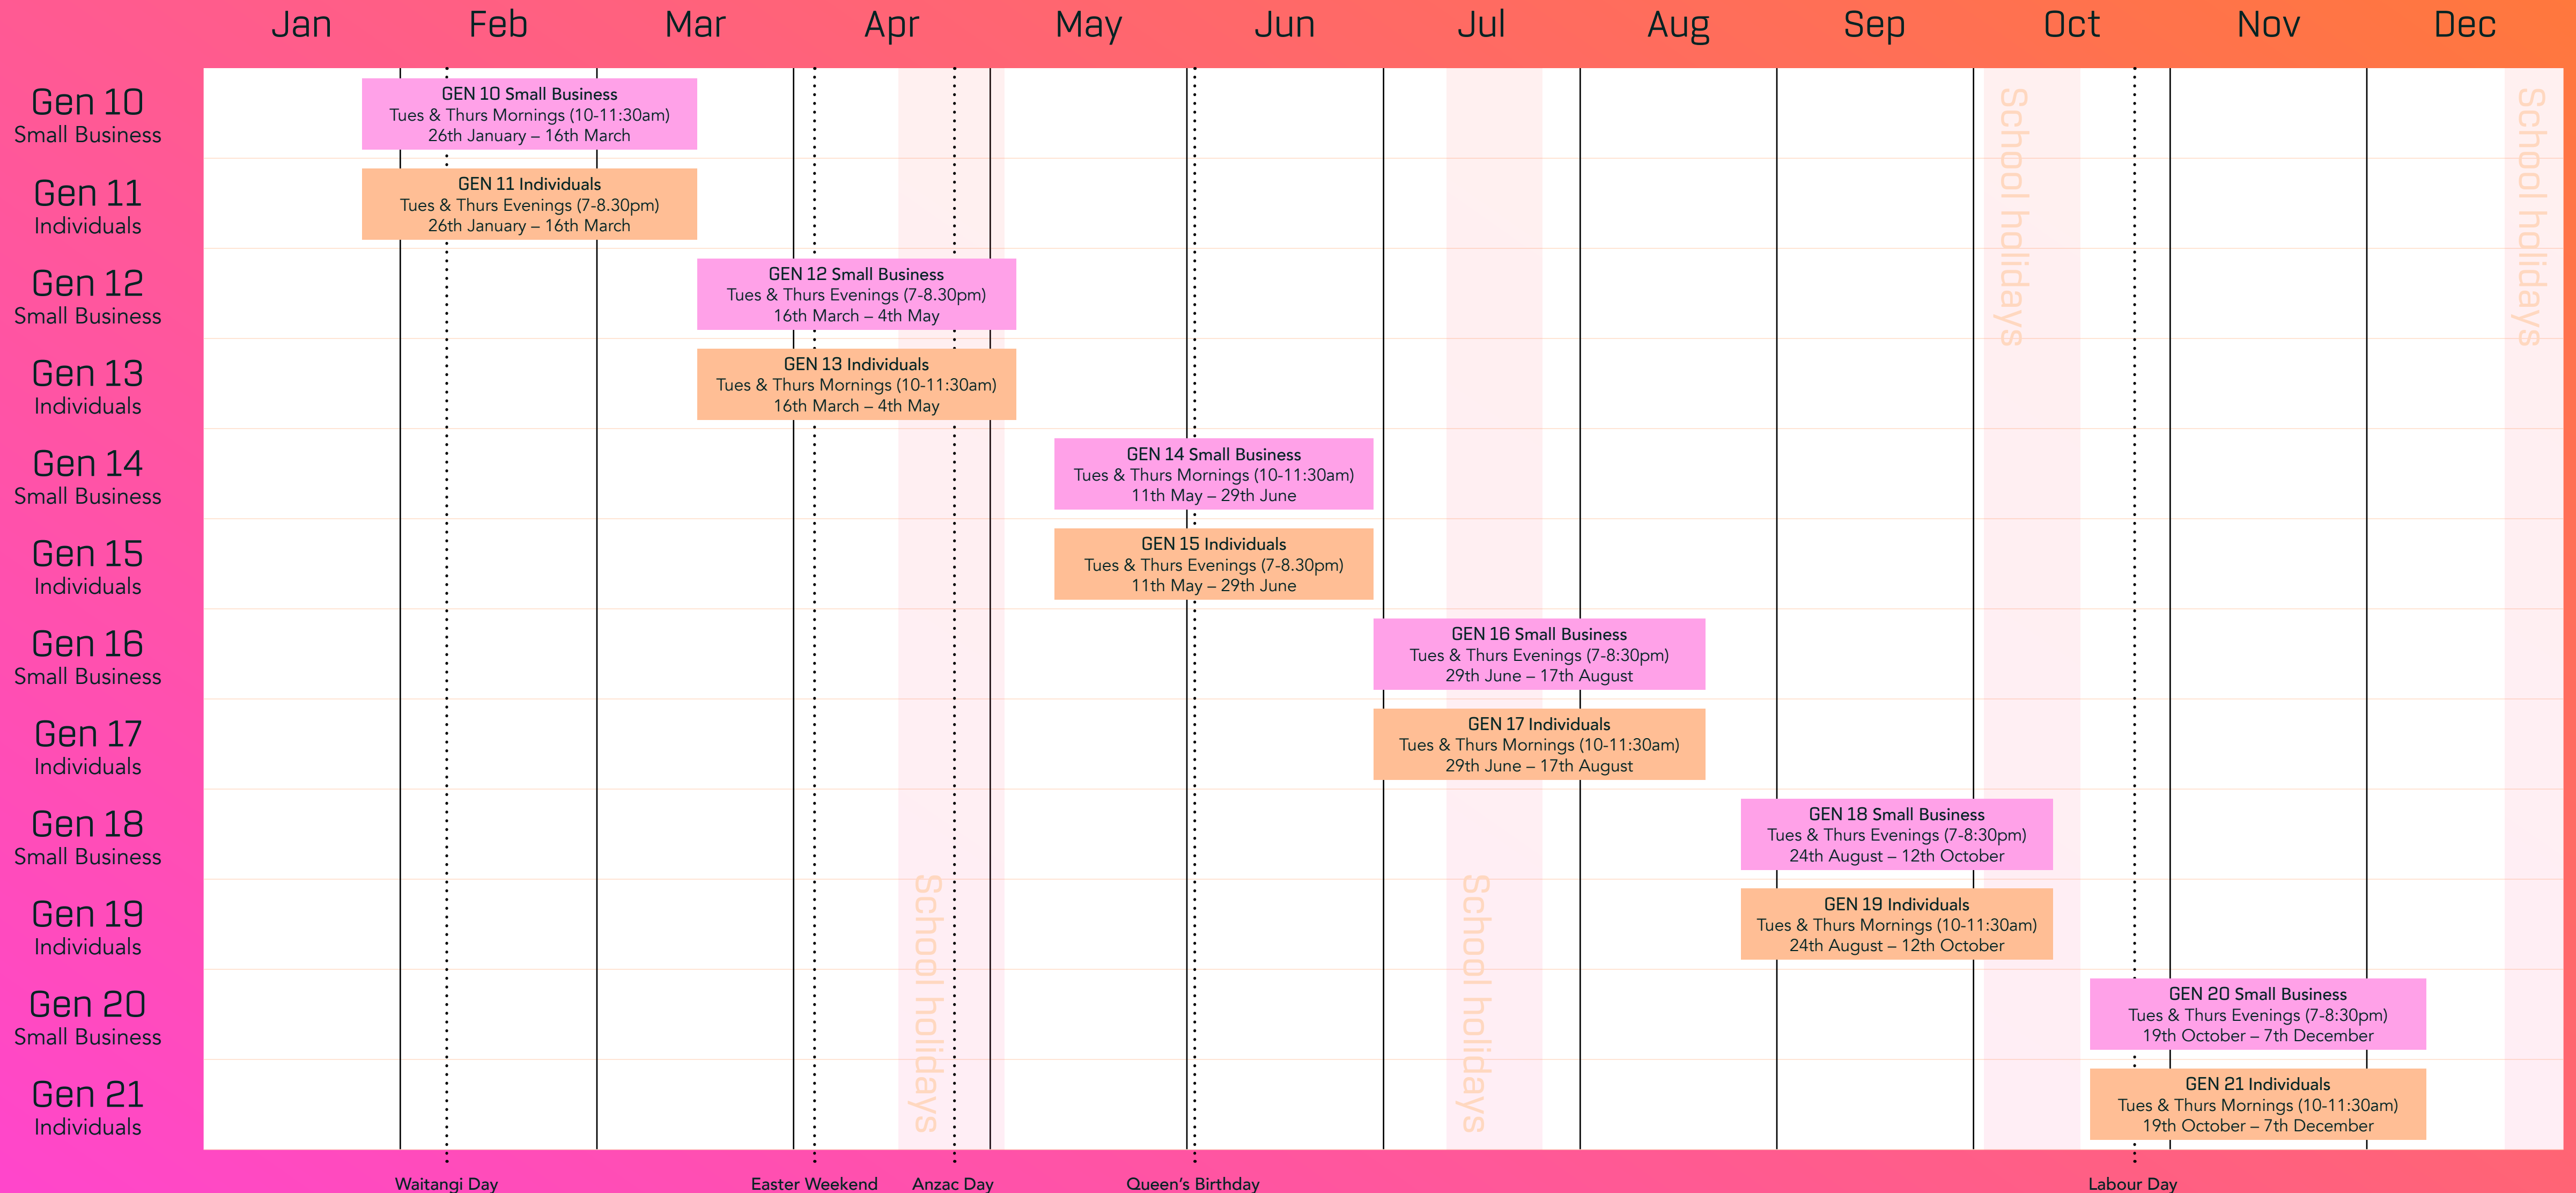 Jan Feb Mar Apr May Jun Jul Aug Sep Oct Nov Dec
Gen 10
Small Business
GEN 10 Small Business
Tues & Thurs Mornings (10-11:30am)
26th January – 16th March
Gen 11
Individuals
GEN 11 Individuals
Tues & Thurs Evenings (7-8.30pm)
26th January – 16th March
Gen 12
Small Business
GEN 12 Small Business
Tues & Thurs Evenings (7-8.30pm)
16th March – 4th May
Gen 13
Individuals
GEN 13 Individuals
Tues & Thurs Mornings (10-11:30am)
16th March – 4th May
Gen 14
Small Business
GEN 14 Small Business
Tues & Thurs Mornings (10-11:30am)
11th May – 29th June
Gen 15
Individuals
GEN 15 Individuals
Tues & Thurs Evenings (7-8.30pm)
11th May – 29th June
Gen 16
Small Business
GEN 16 Small Business
Tues & Thurs Evenings (7-8:30pm)
29th June – 17th August
Gen 17
Individuals
GEN 17 Individuals
Tues & Thurs Mornings (10-11:30am)
29th June – 17th August
Gen 18
Small Business
GEN 18 Small Business
Tues & Thurs Evenings (7-8:30pm)
24th August – 12th October
Gen 19
Individuals
GEN 19 Individuals
Tues & Thurs Mornings (10-11:30am)
24th August – 12th October
Gen 20
Small Business
GEN 20 Small Business
Tues & Thurs Evenings (7-8:30pm)
19th October – 7th December
Gen 21
Individuals
GEN 21 Individuals
Tues & Thurs Mornings (10-11:30am)
19th October – 7th December
School holidays
School holidays
School holidays
School holidays
Waitangi Day
Easter Weekend
Anzac Day
Queen's Birthday
Labour Day